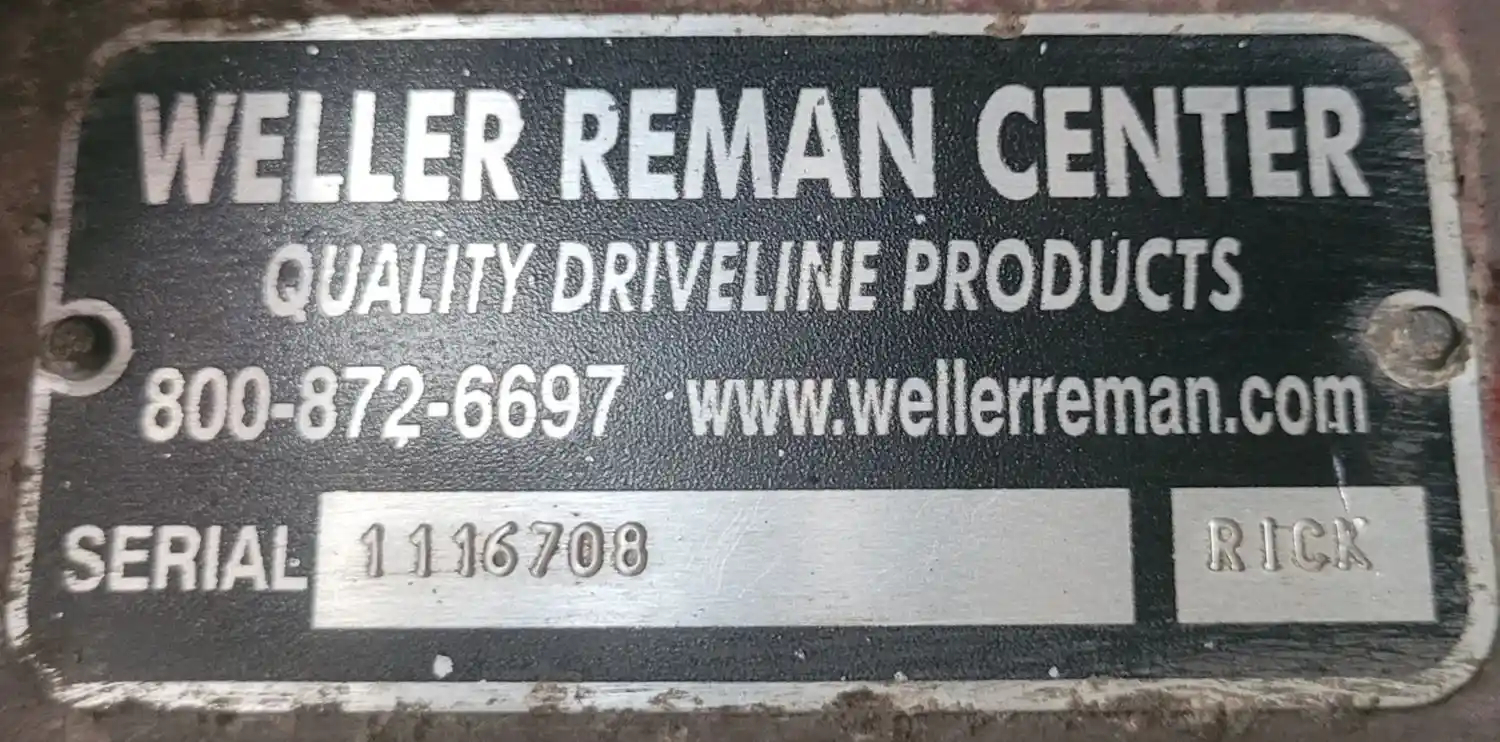 WELLER REMAN CENTER
QUALITY DRIVELINE PRODUCTS
800-872-6697 www.wellerreman.com
SERIAL 1116708 RICK